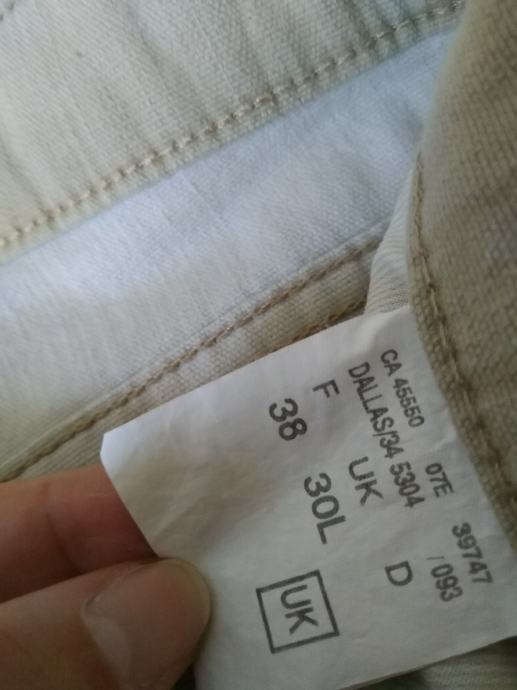 CA 45550 07E 39747
DALLAS/34 5304 /093
F UK D
38 30L UK